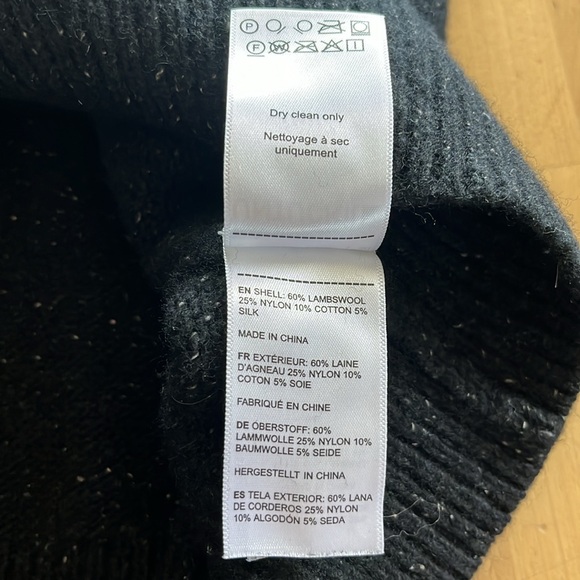 P
F W
Dry clean only
Nettoyage à sec
uniquement
EN SHELL: 60% LAMBSWOOL
25% NYLON 10% COTTON 5%
SILK
MADE IN CHINA
FR EXTÉRIEUR: 60% LAINE
D'AGNEAU 25% NYLON 10%
COTON 5% SOIE
FABRIQUÉ EN CHINE
DE OBERSTOFF: 60%
LAMMWOLLE 25% NYLON 10%
BAUMWOLLE 5% SEIDE
HERGESTELLT IN CHINA
ES TELA EXTERIOR: 60% LANA
DE CORDEROS 25% NYLON
10% ALGODÓN 5% SEDA